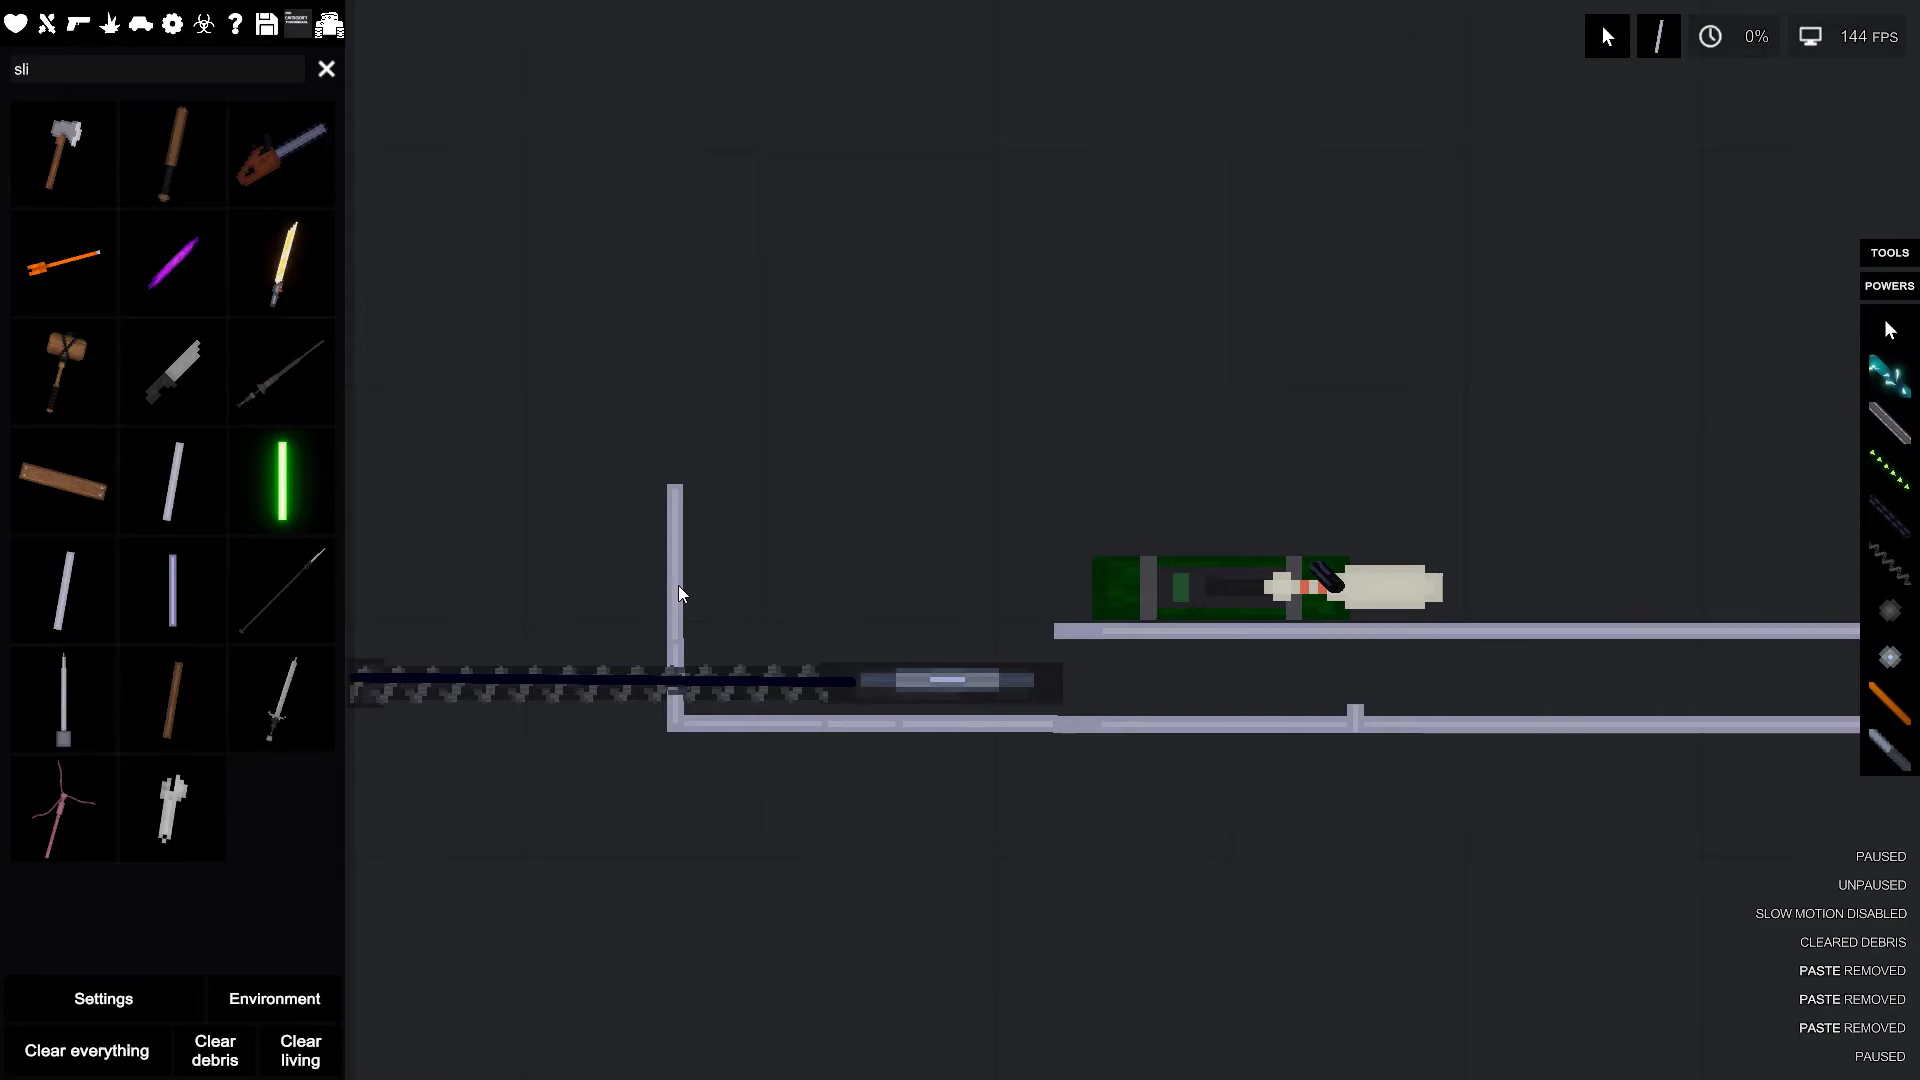 0%
144 FPS
sli
TOOLS
POWERS
PAUSED
UNPAUSED
SLOW MOTION DISABLED
CLEARED DEBRIS
PASTE REMOVED
PASTE REMOVED
PASTE REMOVED
PAUSED
Settings
Environment
Clear everything
Clear
debris
Clear
living